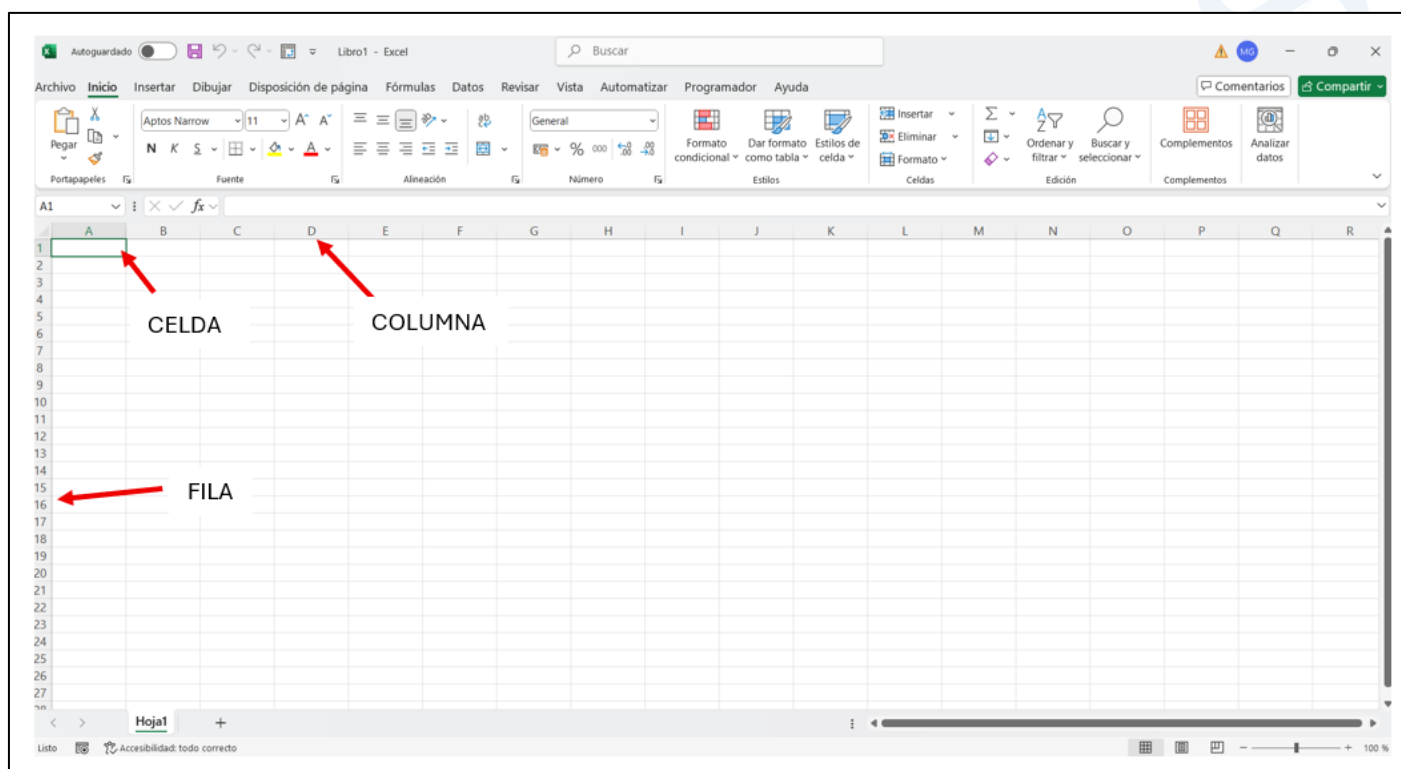 Autoguardado Libro1 - Excel Buscar MG
Archivo Inicio Insertar Dibujar Disposición de página Fórmulas Datos Revisar Vista Automatizar Programador Ayuda Comentarios Compartir
Pegar
Portapapeles
Aptos Narrow 11 A A
N K S A
Fuente
ab
Alineación
General
% 000
Número
Formato condicional
Dar formato como tabla
Estilos de celda
Estilos
Insertar
Eliminar
Formato
Celdas
Ordenar y filtrar
Buscar y seleccionar
Edición
Complementos
Complementos
Analizar datos
A1 fx
A B C D E F G H I J K L M N O P Q R
1
2
3
4
CELDA COLUMNA
5
6
7
8
9
10
11
12
13
14
15
FILA
16
17
18
19
20
21
22
23
24
25
26
27
28
Hoja1 +
Listo Accesibilidad: todo correcto - + 100 %